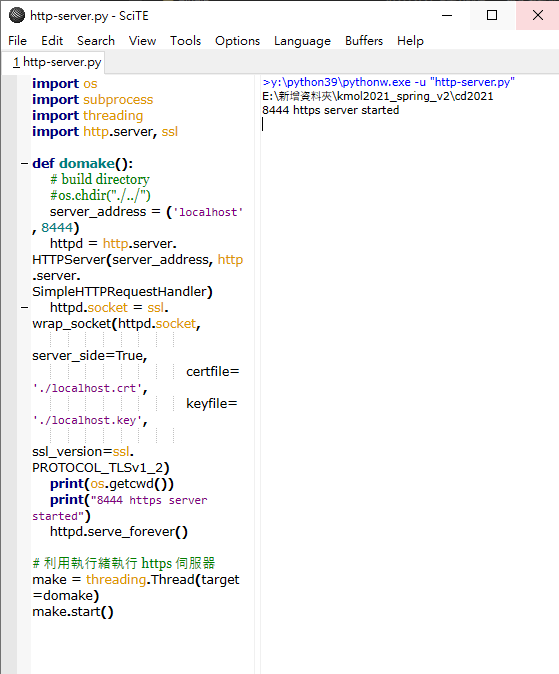 http-server.py - SciTE
File Edit Search View Tools Options Language Buffers Help
1 http-server.py
import os
import subprocess
import threading
import http.server, ssl
def domake():
# build directory
#os.chdir("./../")
server_address = ('localhost'
, 8444)
httpd = http.server.
HTTPServer(server_address, http
.server.
SimpleHTTPRequestHandler)
httpd.socket = ssl.
wrap_socket(httpd.socket,
server_side=True,
certfile=
'./localhost.crt',
keyfile=
'./localhost.key',
ssl_version=ssl.
PROTOCOL_TLSv1_2)
print(os.getcwd())
print("8444 https server
started")
httpd.serve_forever()
# 利用執行緒執行 https 伺服器
make = threading.Thread(target
=domake)
make.start()
>y:\python39\pythonw.exe -u "http-server.py"
E:\新增資料夾\kmol2021_spring_v2\cd2021
8444 https server started